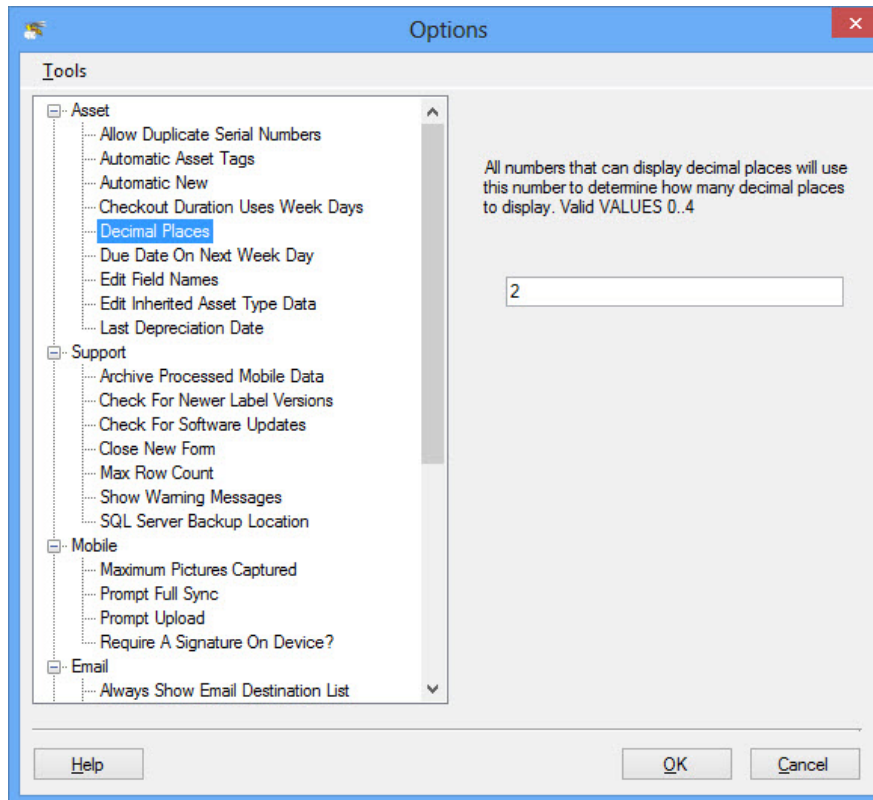 Options
Tools
Asset
Allow Duplicate Serial Numbers
Automatic Asset Tags
Automatic New
Checkout Duration Uses Week Days
Decimal Places
Due Date On Next Week Day
Edit Field Names
Edit Inherited Asset Type Data
Last Depreciation Date
Support
Archive Processed Mobile Data
Check For Newer Label Versions
Check For Software Updates
Close New Form
Max Row Count
Show Warning Messages
SQL Server Backup Location
Mobile
Maximum Pictures Captured
Prompt Full Sync
Prompt Upload
Require A Signature On Device?
Email
Always Show Email Destination List
All numbers that can display decimal places will use
this number to determine how many decimal places
to display. Valid VALUES 0..4
2
Help
OK
Cancel